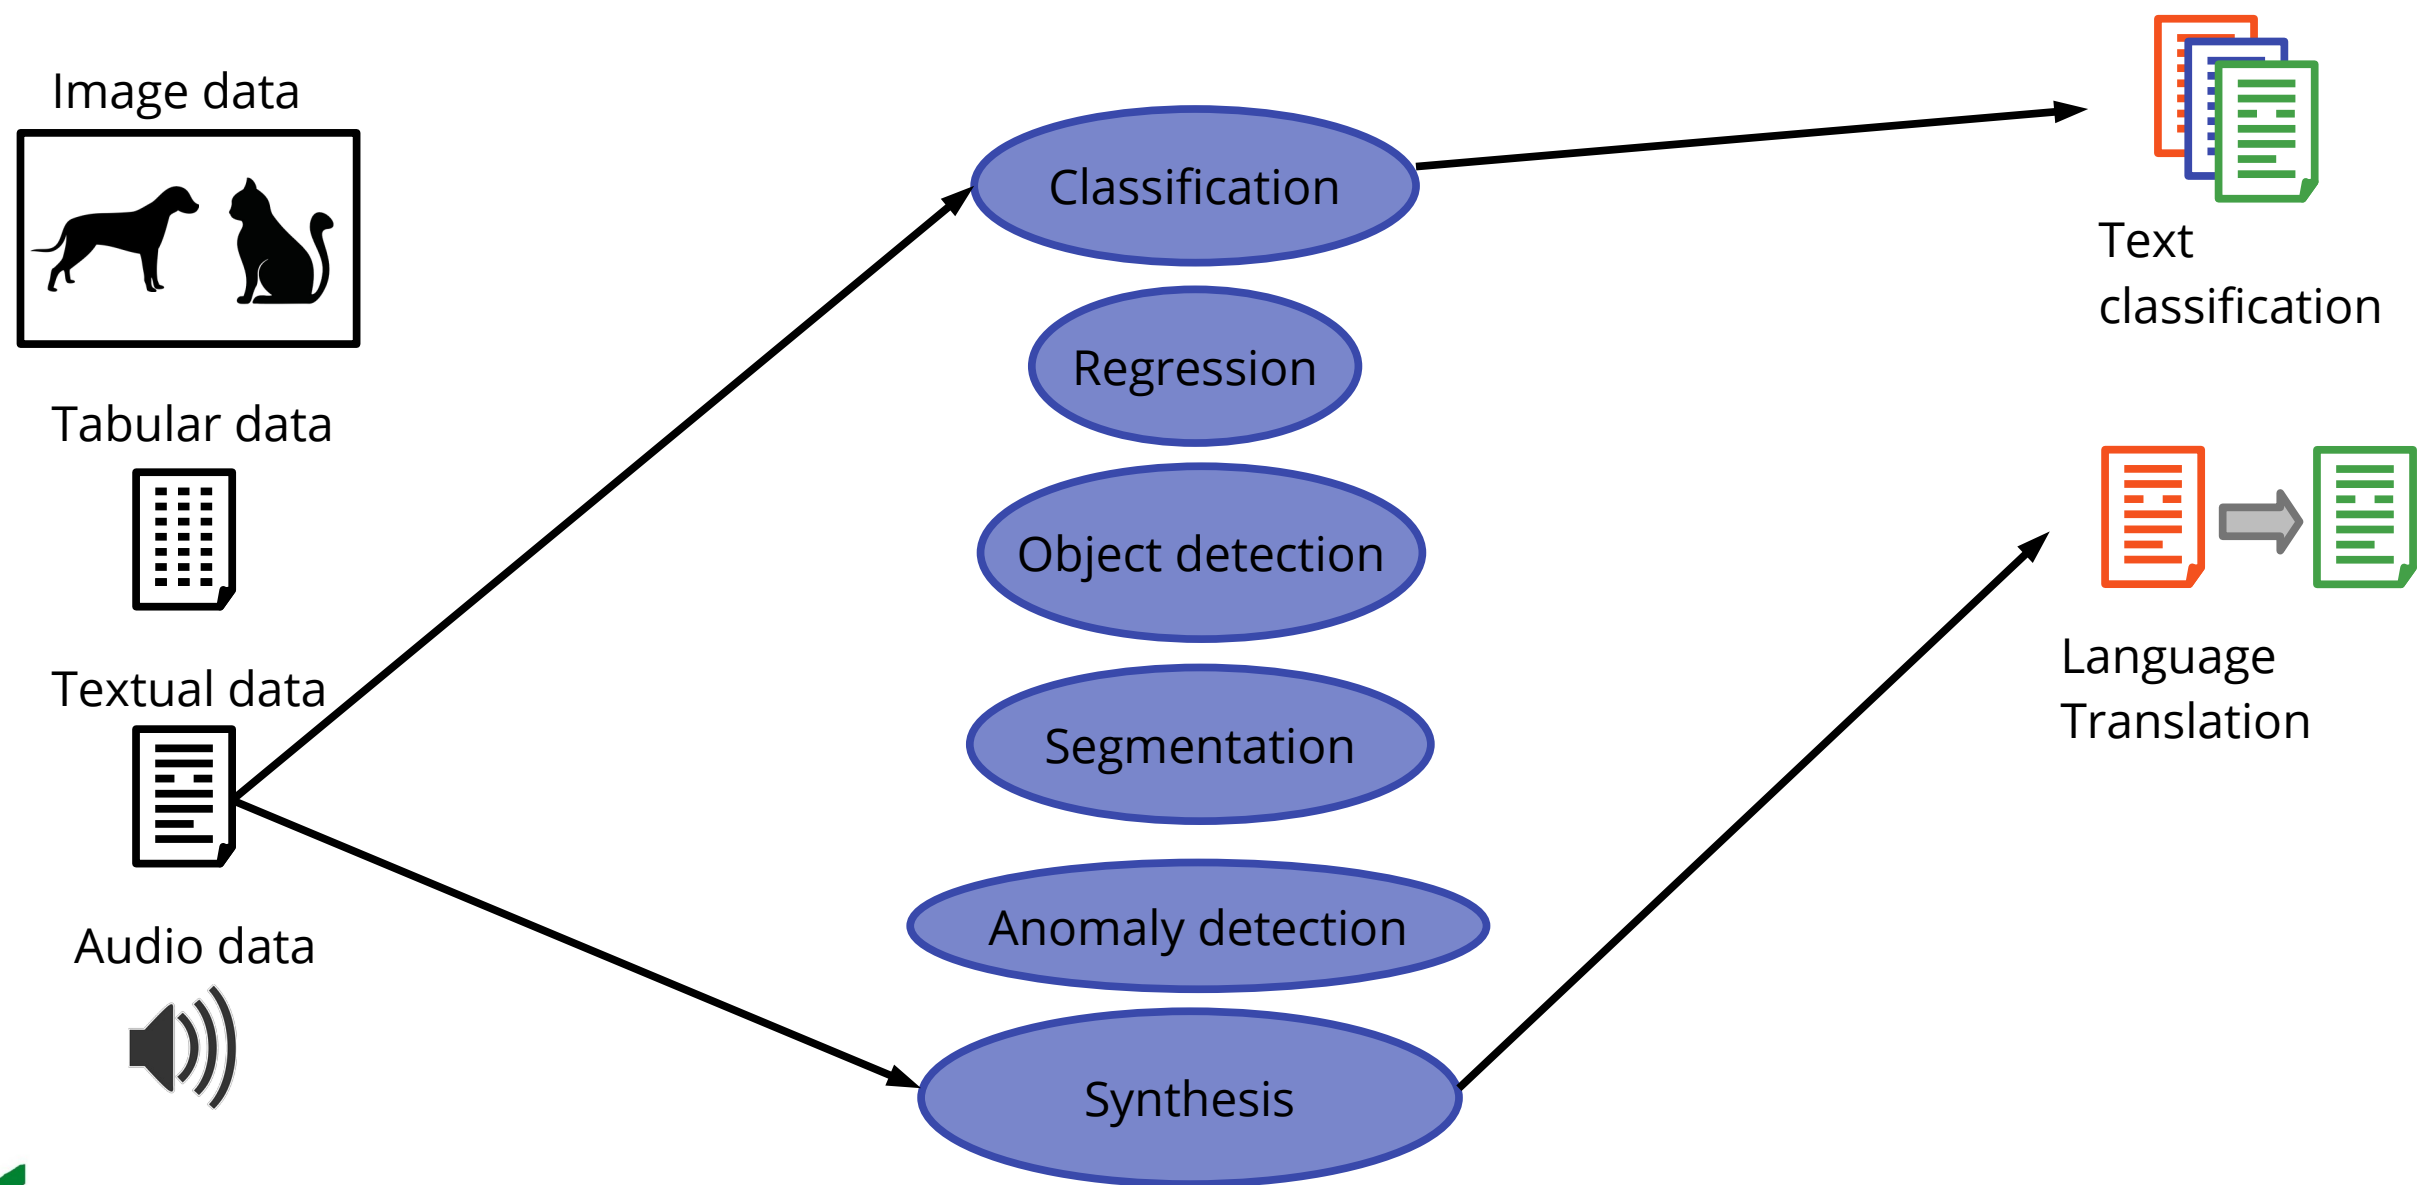 Image data
Tabular data
Textual data
Audio data
Classification
Regression
Object detection
Segmentation
Anomaly detection
Synthesis
Text
classification
Language
Translation